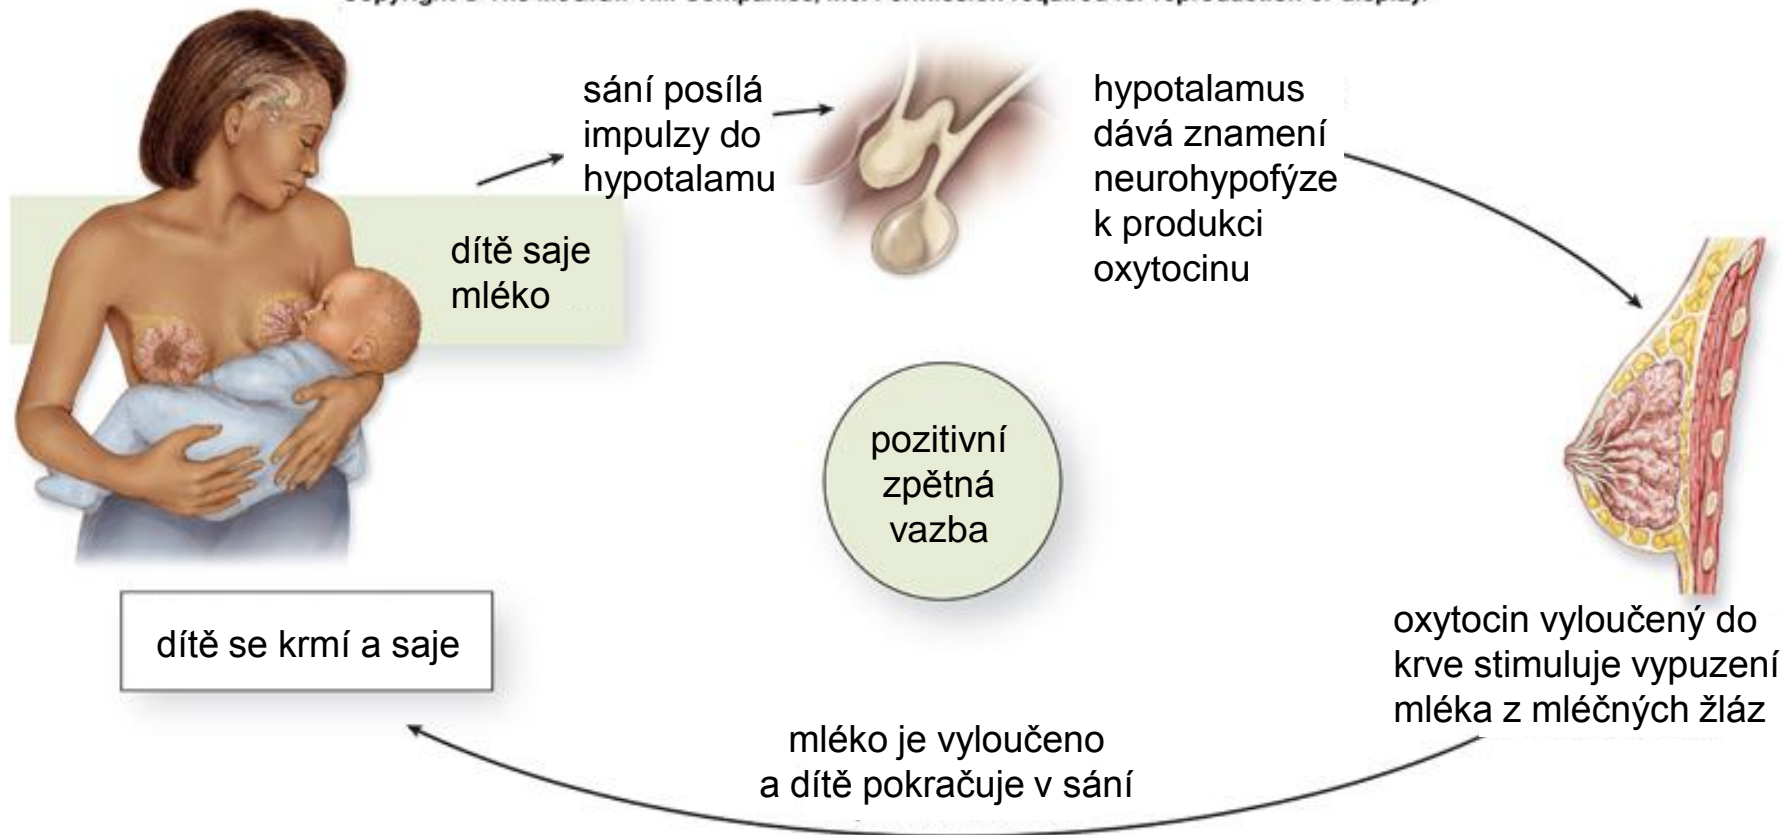 sání posílá
impulzy do
hypotalamu
hypotalamus
dává znamení
neurohypofýze
k produkci
oxytocinu
dítě saje
mléko
pozitivní
zpětná
vazba
oxytocin vyloučený do
krve stimuluje vypuzení
mléka z mléčných žláz
dítě se krmí a saje
mléko je vyloučeno
a dítě pokračuje v sání